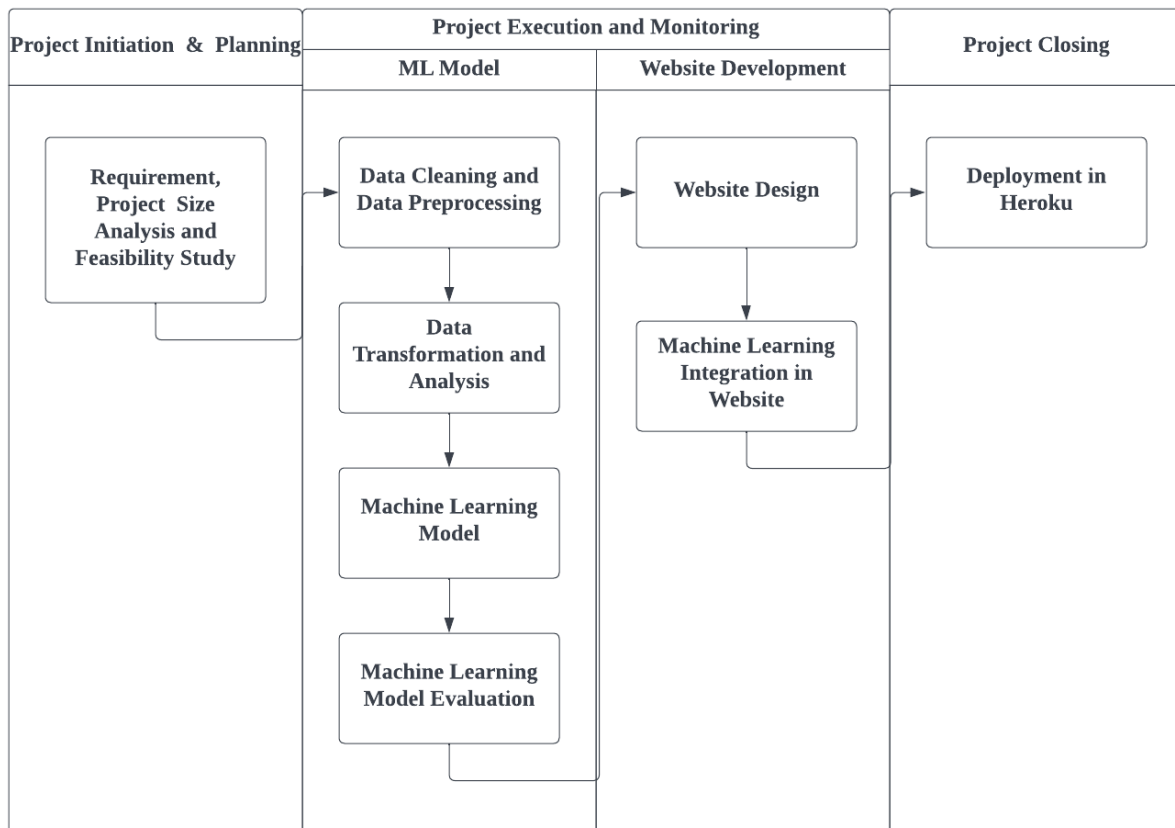 Project Initiation & Planning
Project Execution and Monitoring
Project Closing
ML Model
Website Development
Requirement,
Project Size
Analysis and
Feasibility Study
Data Cleaning and
Data Preprocessing
Data
Transformation and
Analysis
Machine Learning
Model
Machine Learning
Model Evaluation
Website Design
Machine Learning
Integration in
Website
Deployment in
Heroku